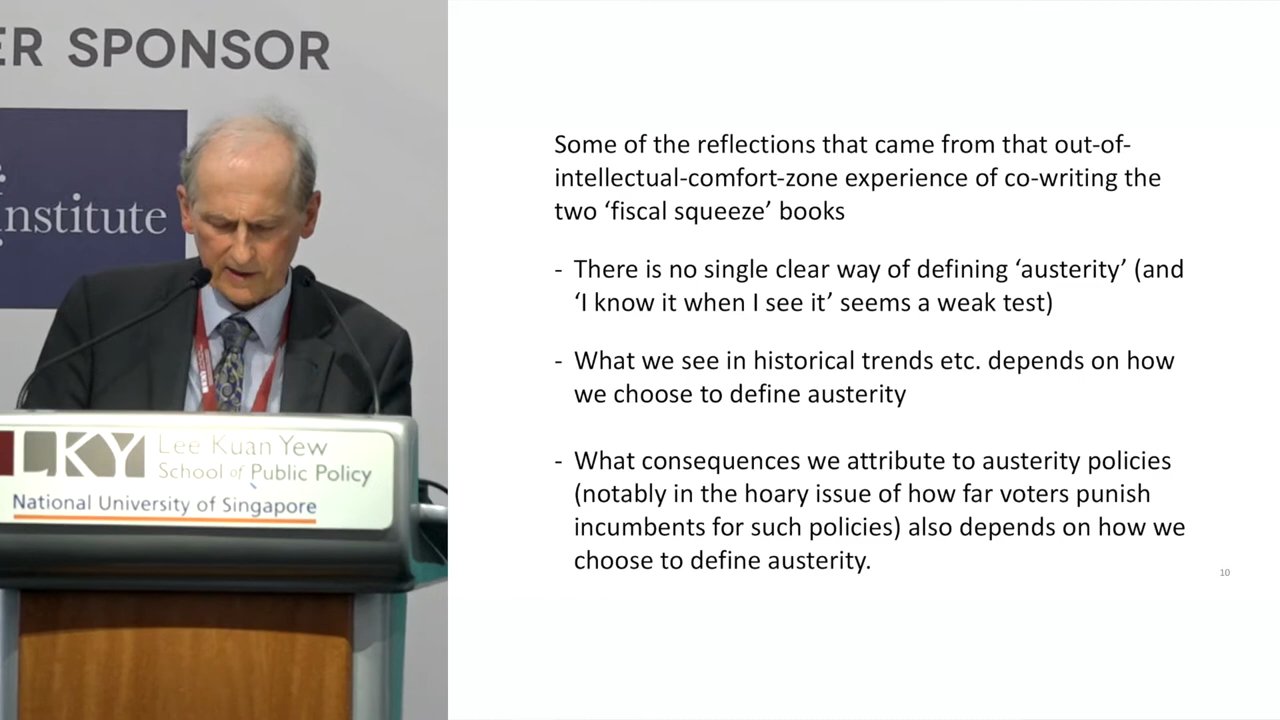 ER SPONSOR
Institute
LKY
Lee Kuan Yew
School of Public Policy
National University of Singapore
Some of the reflections that came from that out-of-
intellectual-comfort-zone experience of co-writing the
two ‘fiscal squeeze’ books
- There is no single clear way of defining ‘austerity’ (and
‘I know it when I see it’ seems a weak test)
- What we see in historical trends etc. depends on how
we choose to define austerity
- What consequences we attribute to austerity policies
(notably in the hoary issue of how far voters punish
incumbents for such policies) also depends on how we
choose to define austerity.
10